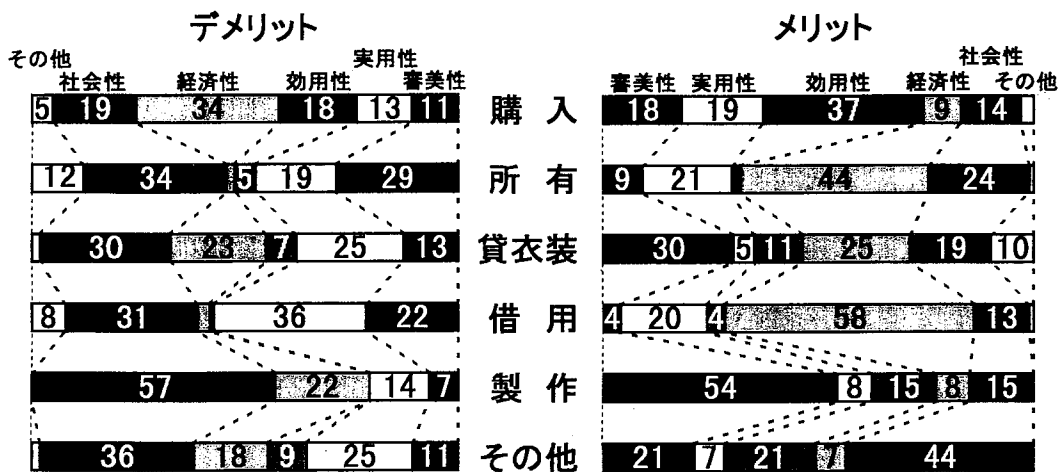 デメリット メリット
その他 実用性 社会性
社会性 経済性 効用性 審美性 審美性 実用性 効用性 経済性 その他
5 19 34 18 13 11 購入 18 19 37 9 14
12 34 5 19 29 所有 9 21 44 24
30 23 7 25 13 貸衣装 30 5 11 25 19 10
8 31 36 22 借用 4 20 4 58 13
57 22 14 7 製作 54 8 15 8 15
36 18 9 25 11 その他 21 7 21 7 44